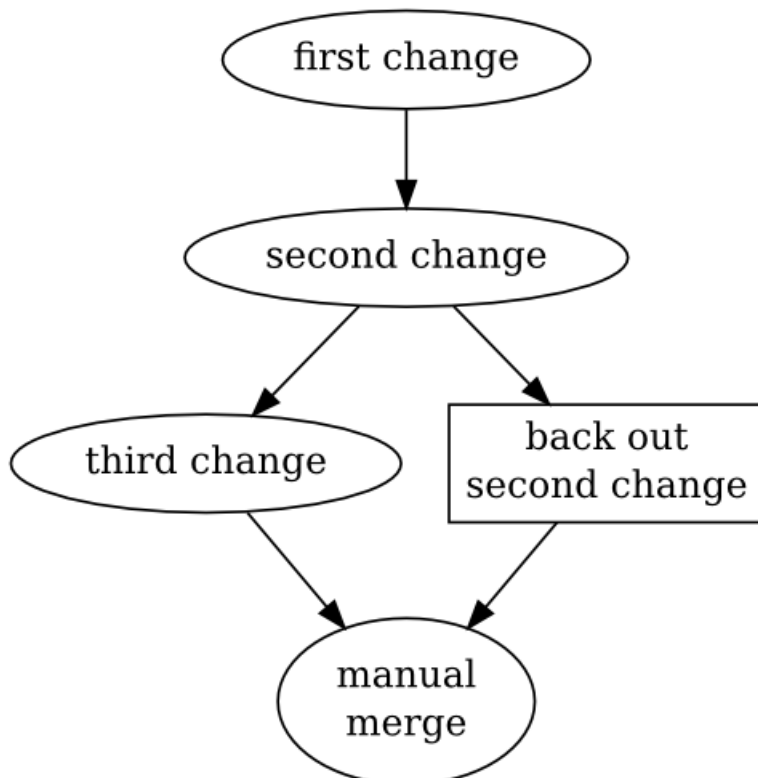 first change
second change
third change
back out
second change
manual
merge